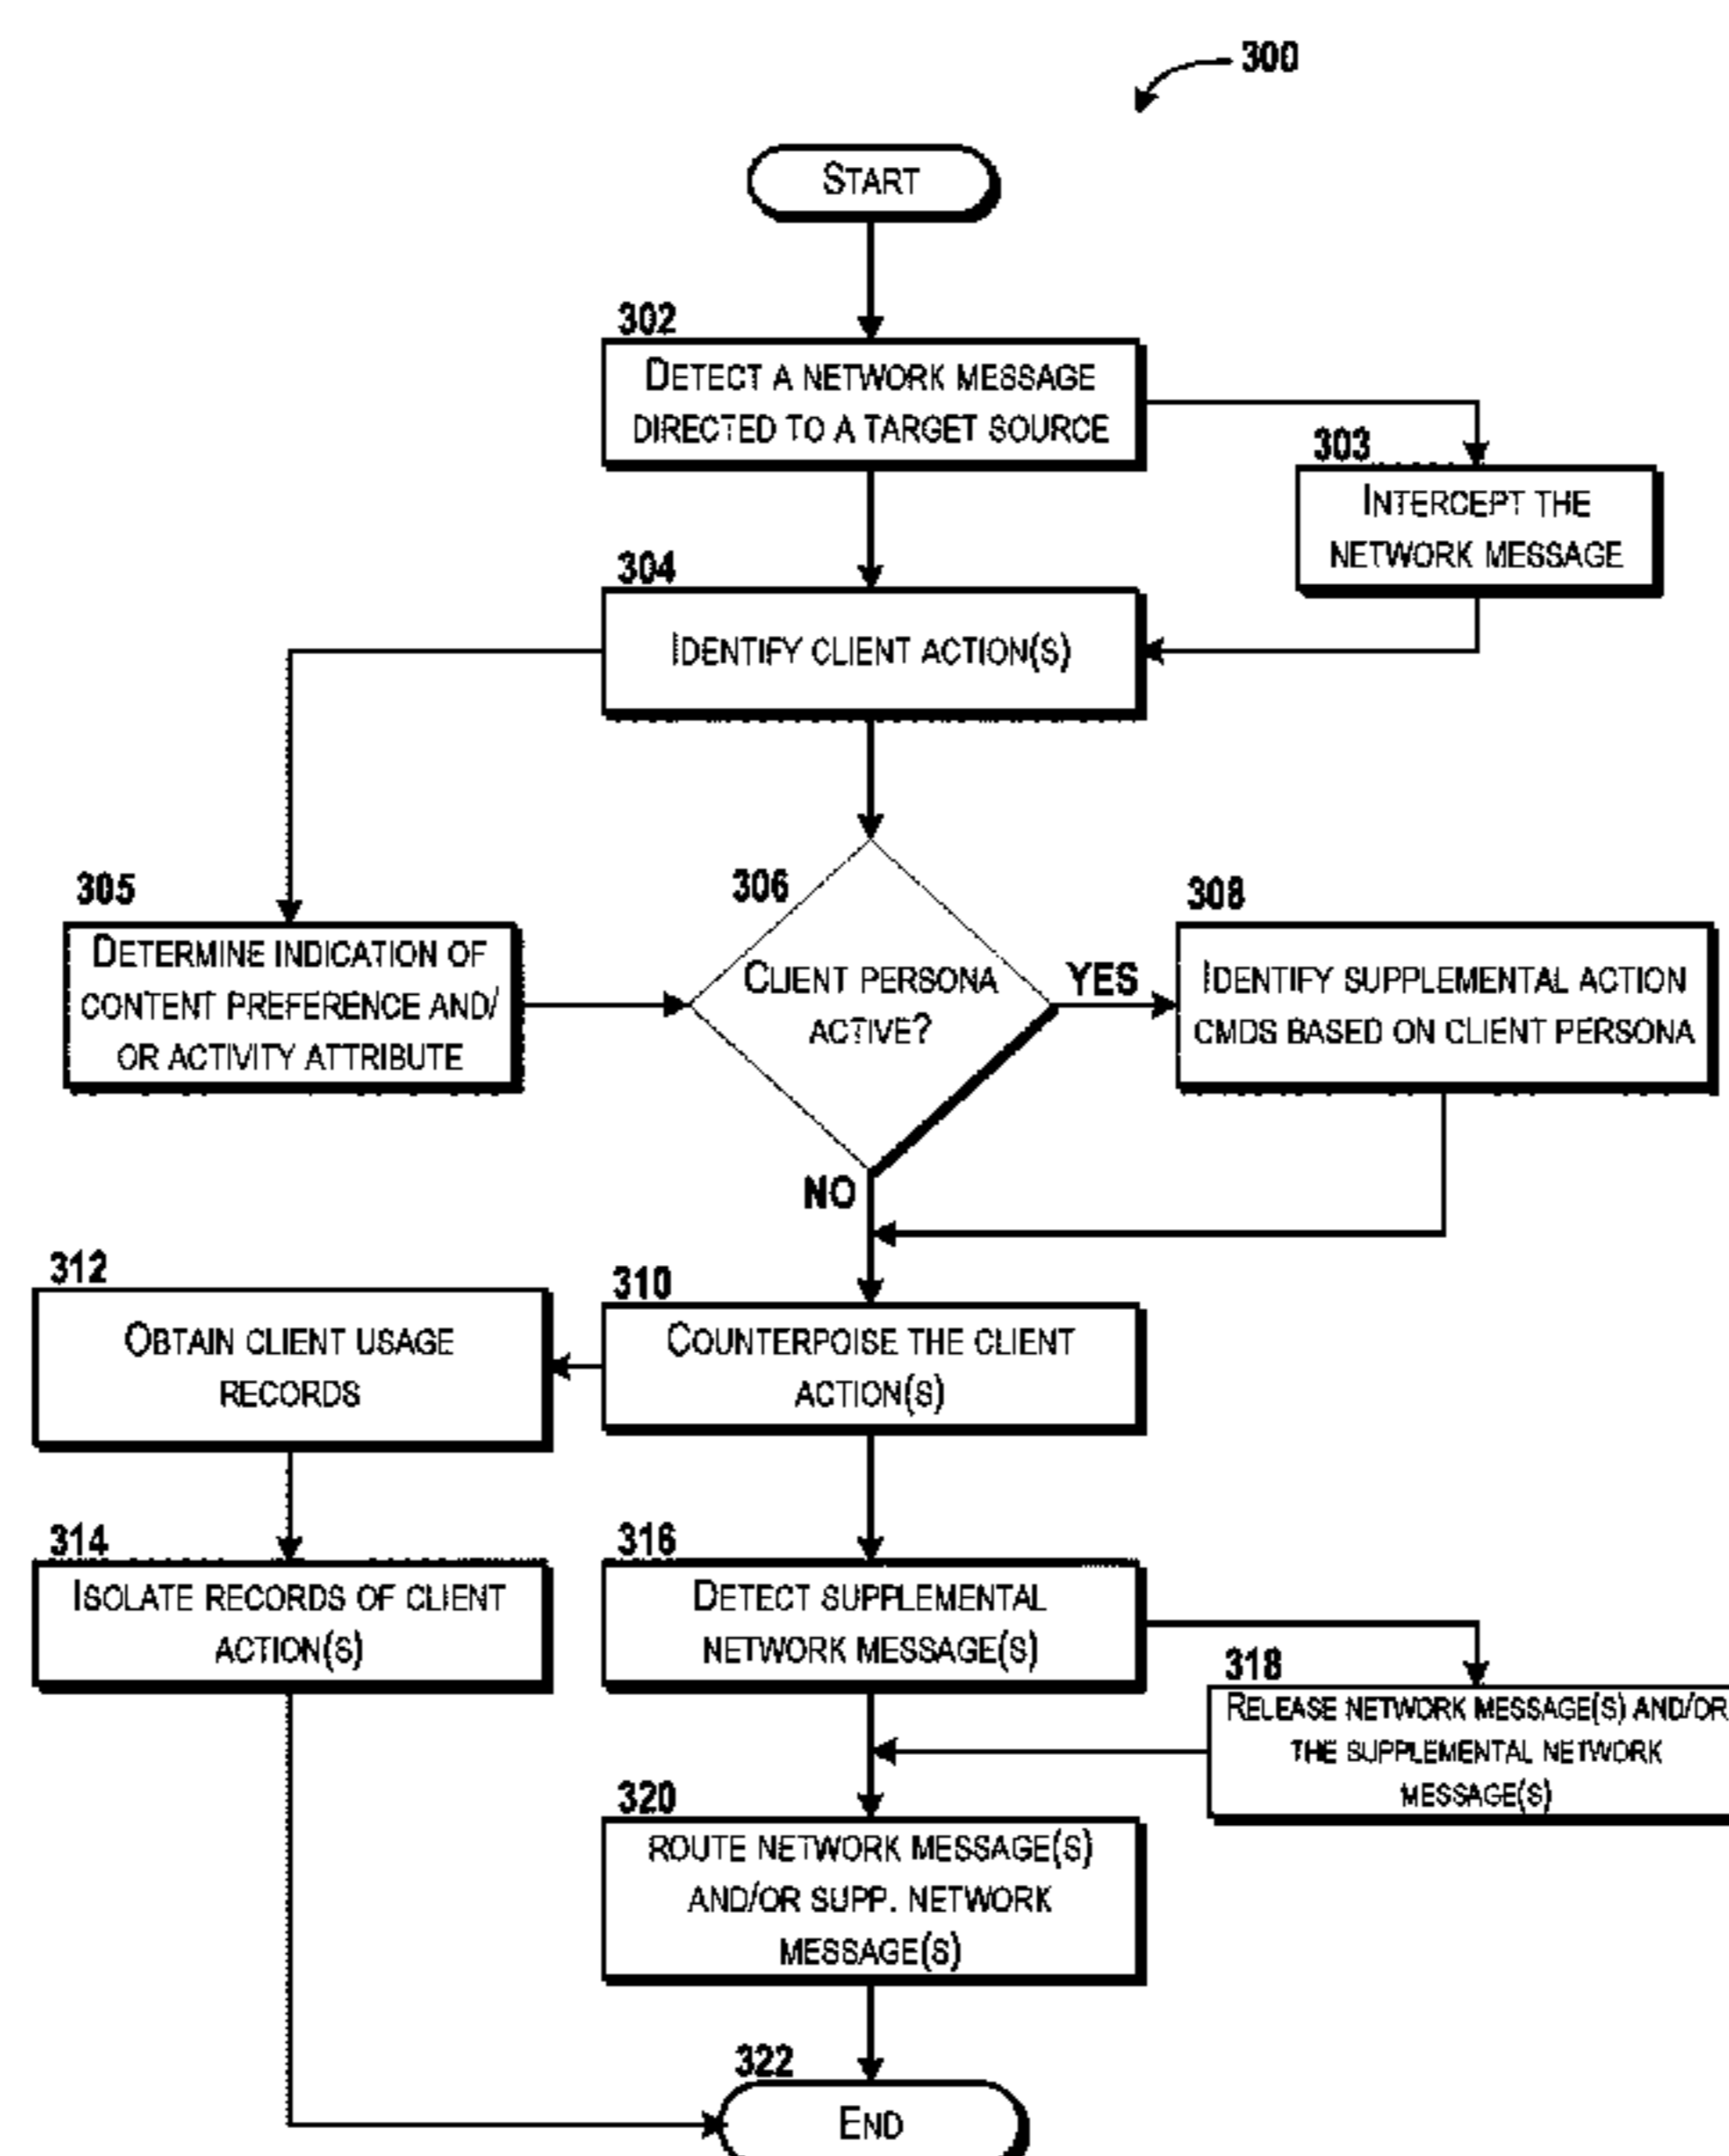 300
START
302
DETECT A NETWORK MESSAGE
DIRECTED TO A TARGET SOURCE
303
INTERCEPT THE
NETWORK MESSAGE
304
IDENTIFY CLIENT ACTION(S)
305
DETERMINE INDICATION OF
CONTENT PREFERENCE AND/
OR ACTIVITY ATTRIBUTE
306
CLIENT PERSONA
ACTIVE?
YES
NO
308
IDENTIFY SUPPLEMENTAL ACTION
CMDS BASED ON CLIENT PERSONA
310
COUNTERPOISE THE CLIENT
ACTION(S)
312
OBTAIN CLIENT USAGE
RECORDS
314
ISOLATE RECORDS OF CLIENT
ACTION(S)
316
DETECT SUPPLEMENTAL
NETWORK MESSAGE(S)
318
RELEASE NETWORK MESSAGE(S) AND/OR
THE SUPPLEMENTAL NETWORK
MESSAGE(S)
320
ROUTE NETWORK MESSAGE(S)
AND/OR SUPP. NETWORK
MESSAGE(S)
322
END